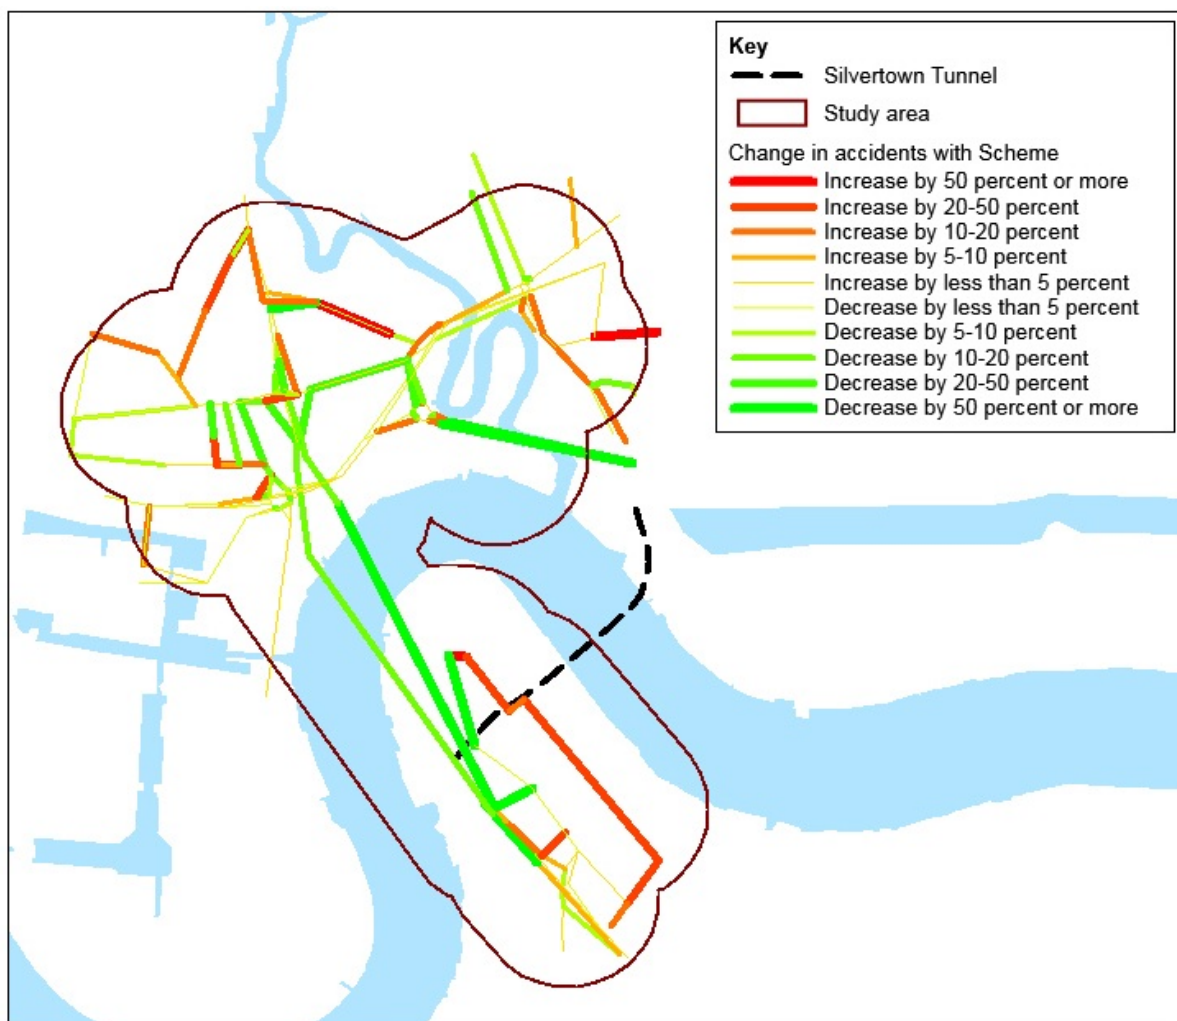 Key
Silvertown Tunnel
Study area
Change in accidents with Scheme
Increase by 50 percent or more
Increase by 20-50 percent
Increase by 10-20 percent
Increase by 5-10 percent
Increase by less than 5 percent
Decrease by less than 5 percent
Decrease by 5-10 percent
Decrease by 10-20 percent
Decrease by 20-50 percent
Decrease by 50 percent or more